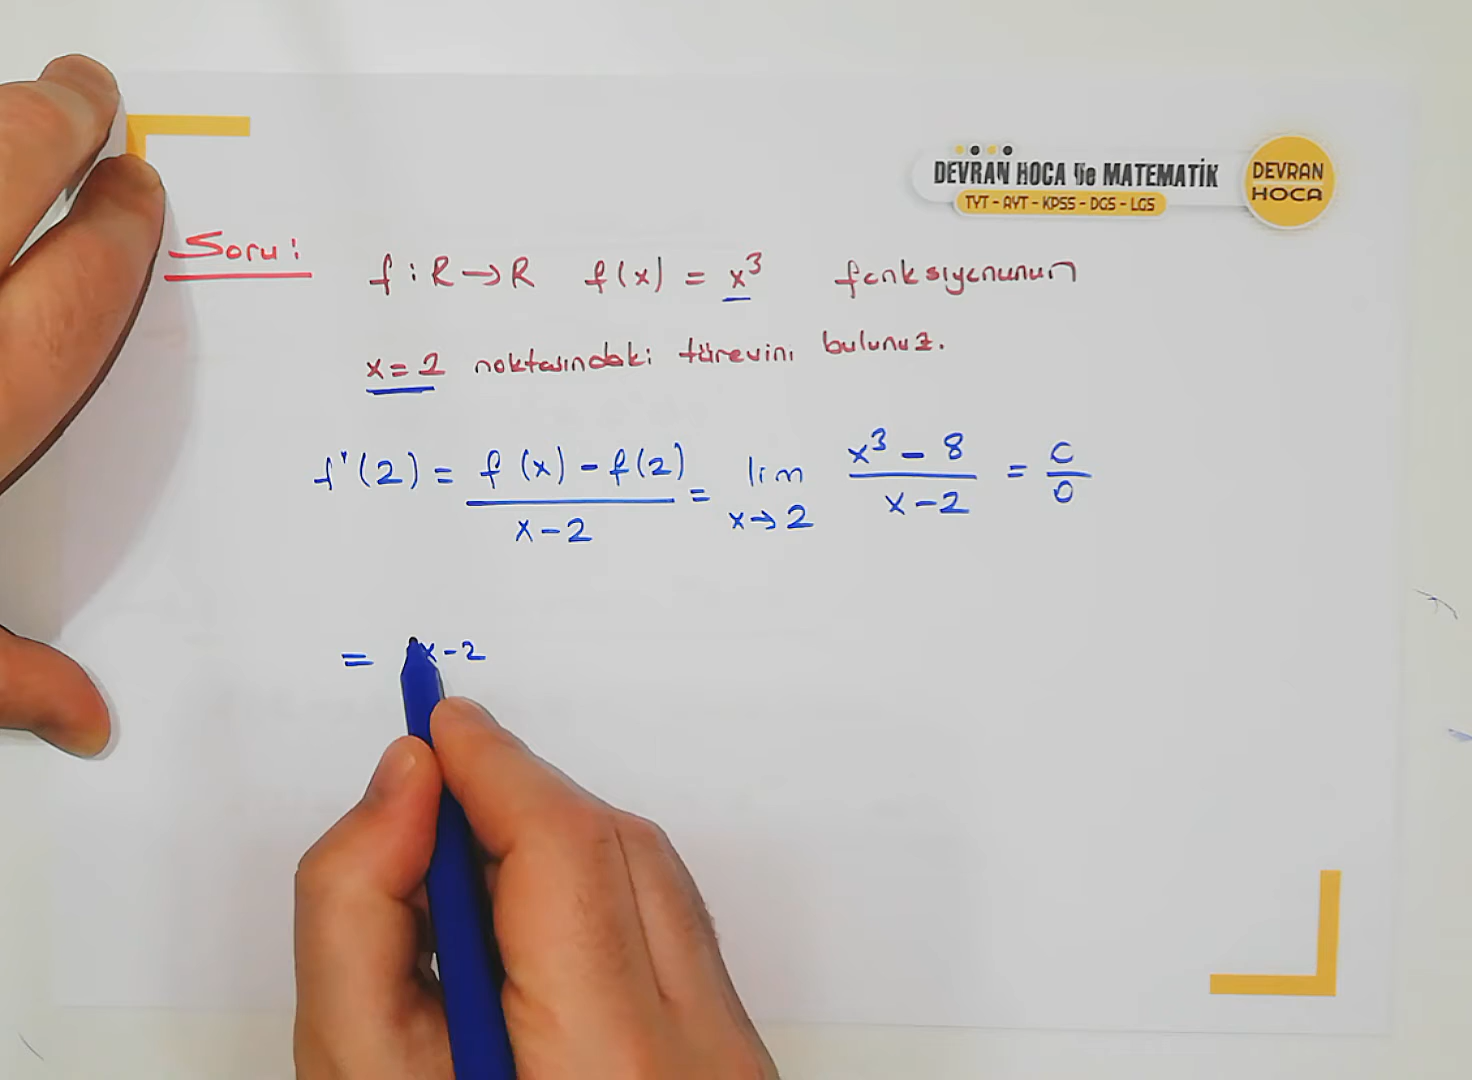 DEVRAN HOCA ile MATEMATİK
TYT - AYT - KPSS - DGS - LGS
DEVRAN
HOCA
Soru:
f : R → R f(x) = x³ fonksiyonunun
x = 2 noktasındaki türevini bulunuz.
f'(2) = f(x) - f(2) / x - 2 = lim x→2 x³ - 8 / x - 2 = 0/0
= x - 2